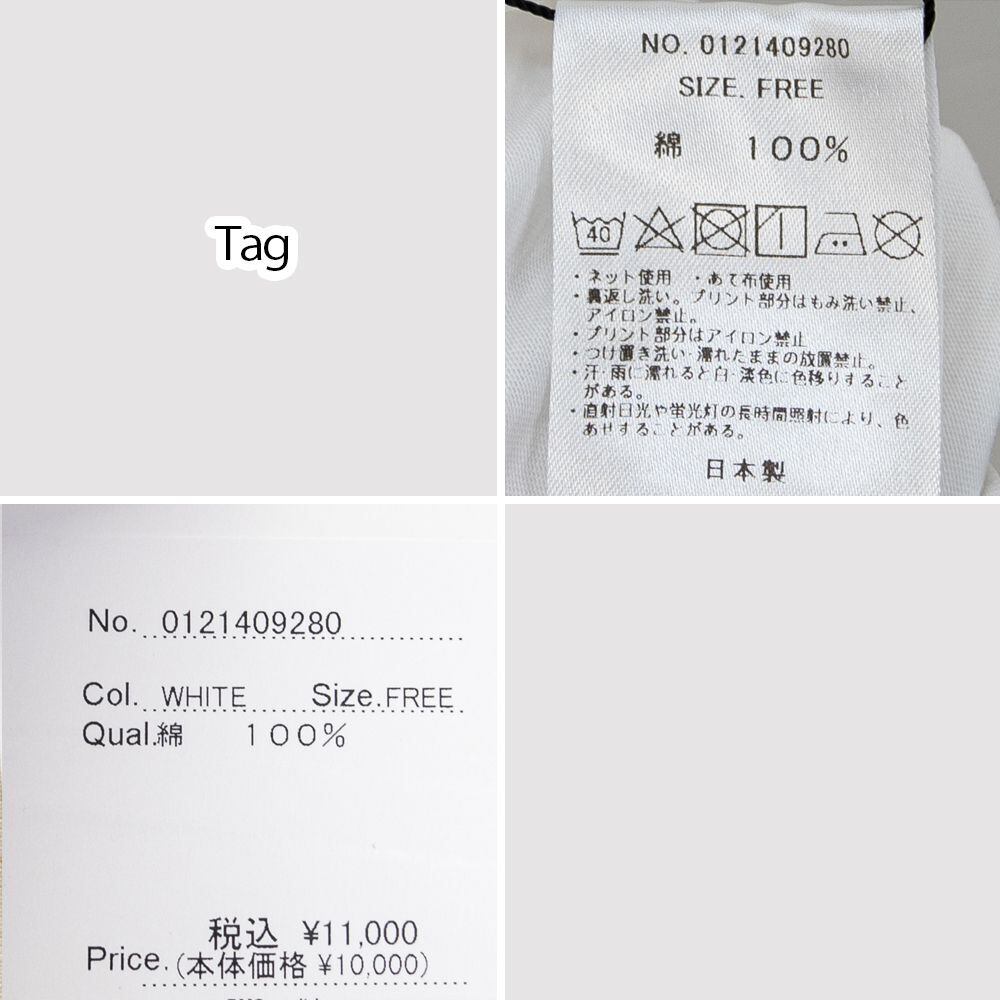 Tag
NO. 0121409280
SIZE. FREE
綿 100%
40
・ネット使用 ・あて布使用
・裏返し洗い。プリント部分はもみ洗い禁止、
アイロン禁止。
・プリント部分はアイロン禁止
・つけ置き洗い・濡れたままの放置禁止。
・汗・雨に濡れると白・淡色に色移りすること
がある。
・直射日光や蛍光灯の長時間照射により、色
あせすることがある。
日本製
No. 0121409280
Col. WHITE Size.FREE
Qual.綿 100%
税込 ¥11,000
Price.(本体価格 ¥10,000)